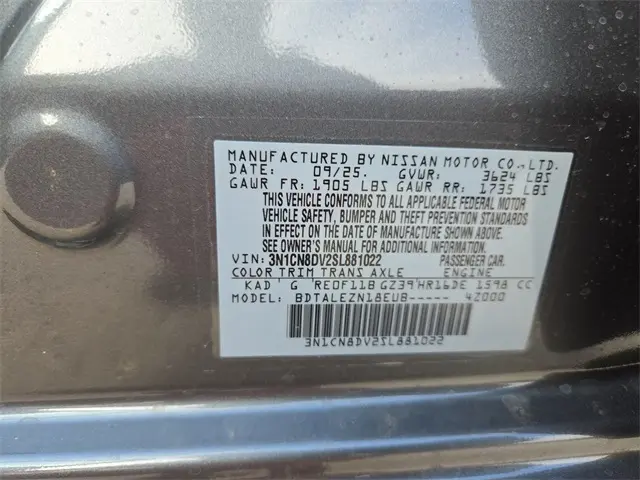 MANUFACTURED BY NISSAN MOTOR CO., LTD.
DATE: 09/25. GVWR: 3624 LBS
GAWR FR: 1905 LBS GAWR RR: 1735 LBS
THIS VEHICLE CONFORMS TO ALL APPLICABLE FEDERAL MOTOR
VEHICLE SAFETY, BUMPER AND THEFT PREVENTION STANDARDS
IN EFFECT ON THE DATE OF MANUFACTURE SHOWN ABOVE.
SEE OWNER'S MANUAL FOR ADDITIONAL INFORMATION.
VIN: 3N1CN8DV2SL881022 PASSENGER CAR.
COLOR TRIM TRANS AXLE ENGINE
KAD ' G ' RE0F11B GZ39'HR16DE 1598 CC
MODEL: BDTALEZN18EUB----- 4Z000
3N1CN8DV2SL881022